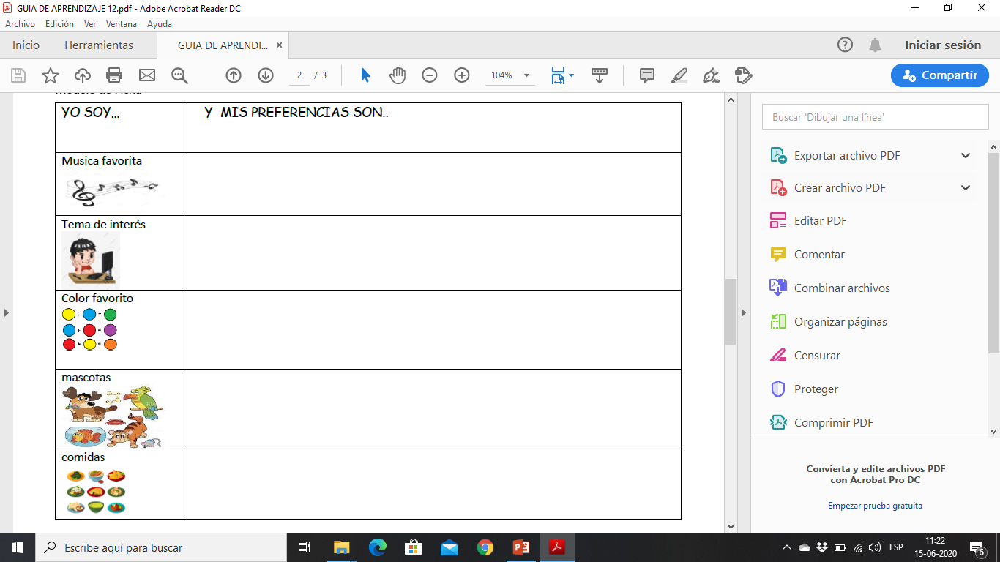 GUIA DE APRENDIZAJE 12.pdf - Adobe Acrobat Reader DC
Archivo Edición Ver Ventana Ayuda
Inicio Herramientas GUIA DE APRENDI... ×
Iniciar sesión
2 / 3 104%
Compartir
YO SOY… Y MIS PREFERENCIAS SON..
Musica favorita
Tema de interés
Color favorito
mascotas
comidas
Buscar 'Dibujar una línea'
Exportar archivo PDF
Crear archivo PDF
Editar PDF
Comentar
Combinar archivos
Organizar páginas
Censurar
Proteger
Comprimir PDF
Convierta y edite archivos PDF
con Acrobat Pro DC
Empezar prueba gratuita
Escribe aquí para buscar
ESP
11:22
15-06-2020
6